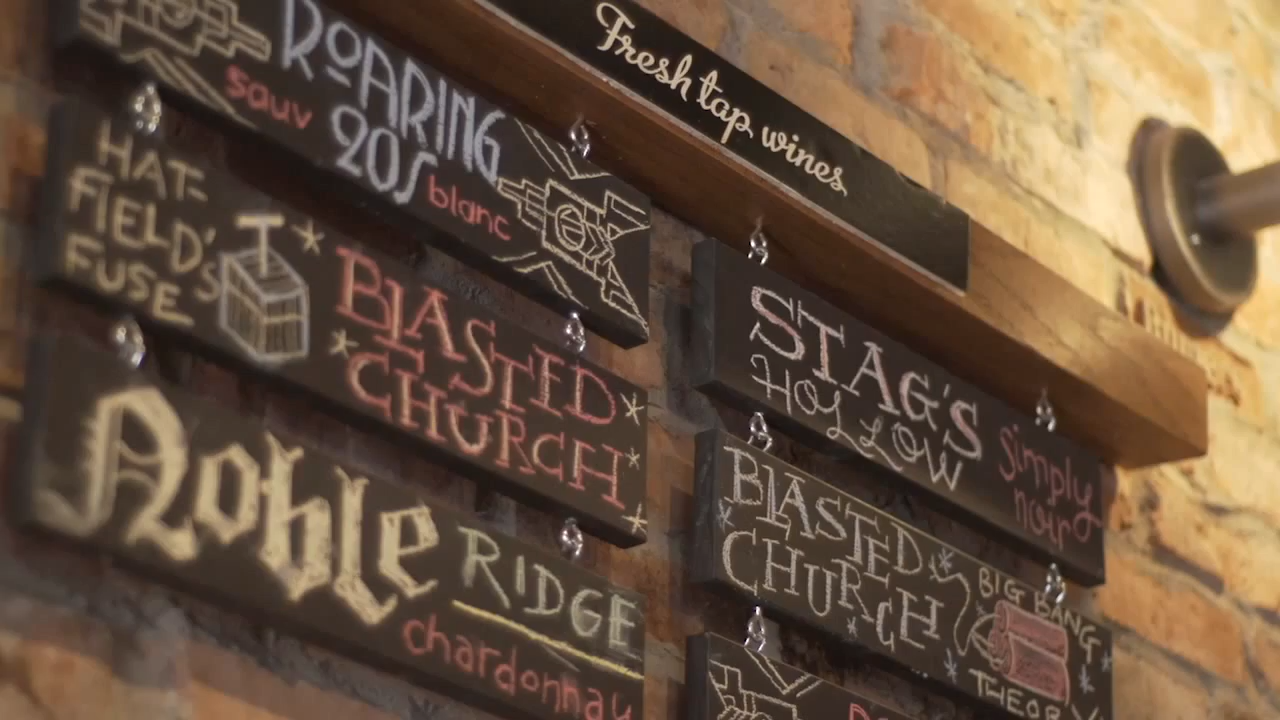 Fresh tap wines
ROARING
20s
sauv
blanc
HAT-
FIELD'S
FUSE
BLASTED
CHURCH
Noble
RIDGE
chardonnay
STAG'S
HOLLOW
Simply
noir
BLASTED
CHURCH
BIG BANG
THEORY